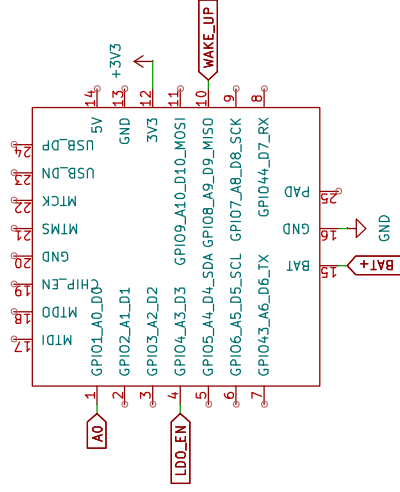 WAKE_UP
+3V3
14
13
12
11
10
9
8
5V
GND
3V3
GPIO9_A10_D10_MOSI
GPIO8_A9_D9_MISO
GPIO7_A8_D8_SCK
GPIO44_D7_RX
24
USB_DP
23
USB_DN
22
MTCK
21
MTMS
20
GND
19
CHIP_EN
18
MTDO
17
MTDI
PAD
25
GND
16
GND
BAT
15
BAT+
GPIO1_A0_D0
GPIO2_A1_D1
GPIO3_A2_D2
GPIO4_A3_D3
GPIO5_A4_D4_SDA
GPIO6_A5_D5_SCL
GPIO43_A6_D6_TX
1
2
3
4
5
6
7
A0
LDO_EN